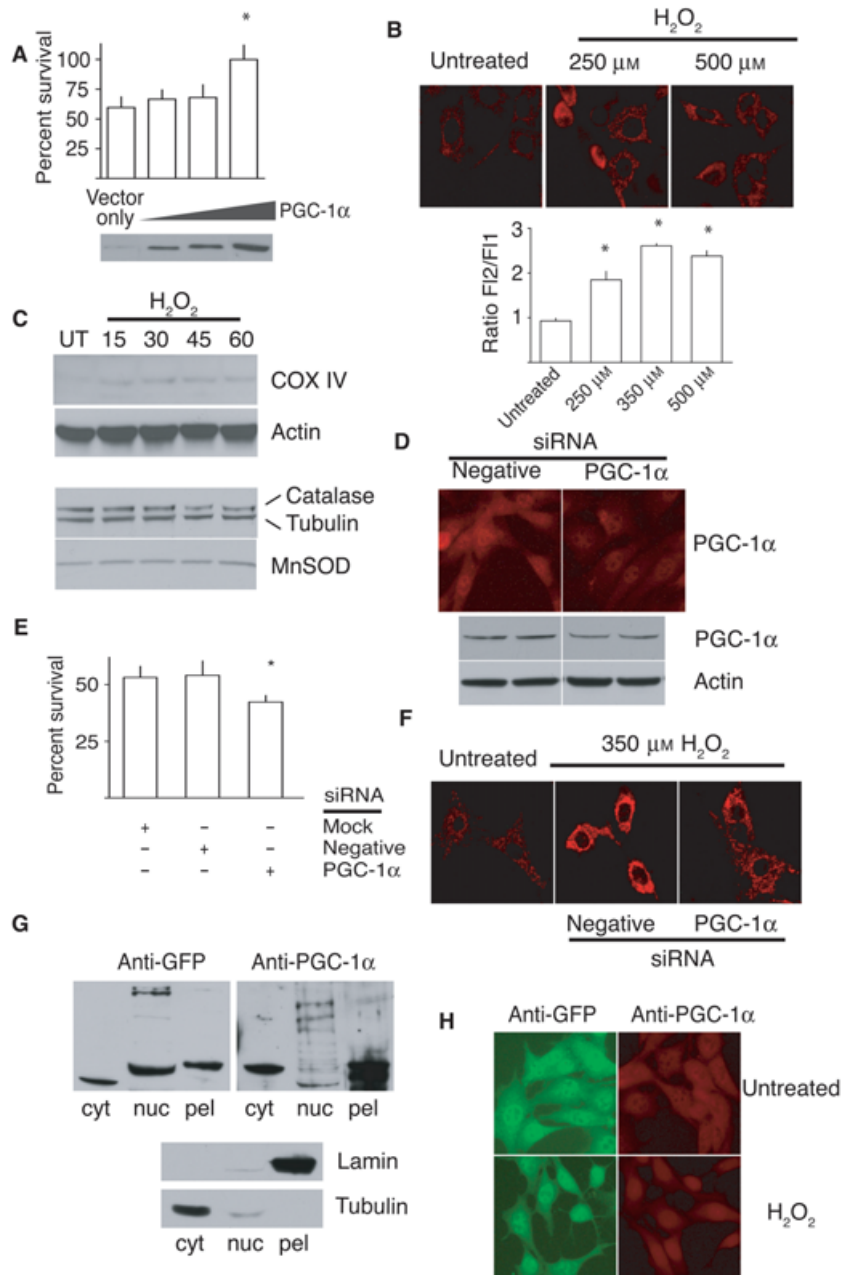 A
Percent survival
100
75
50
25
*
Vector only
PGC-1α
B
H₂O₂
Untreated 250 μM 500 μM
Ratio Fl2/Fl1
3
2
1
* * *
Untreated 250 μM 350 μM 500 μM
C
H₂O₂
UT 15 30 45 60
COX IV
Actin
Catalase
Tubulin
MnSOD
D
siRNA
Negative PGC-1α
PGC-1α
PGC-1α
Actin
E
Percent survival
50
25
*
siRNA
+ – – Mock
– + – Negative
– – + PGC-1α
F
Untreated 350 μM H₂O₂
Negative PGC-1α
siRNA
G
Anti-GFP Anti-PGC-1α
cyt nuc pel cyt nuc pel
Lamin
Tubulin
cyt nuc pel
H
Anti-GFP Anti-PGC-1α
Untreated
H₂O₂